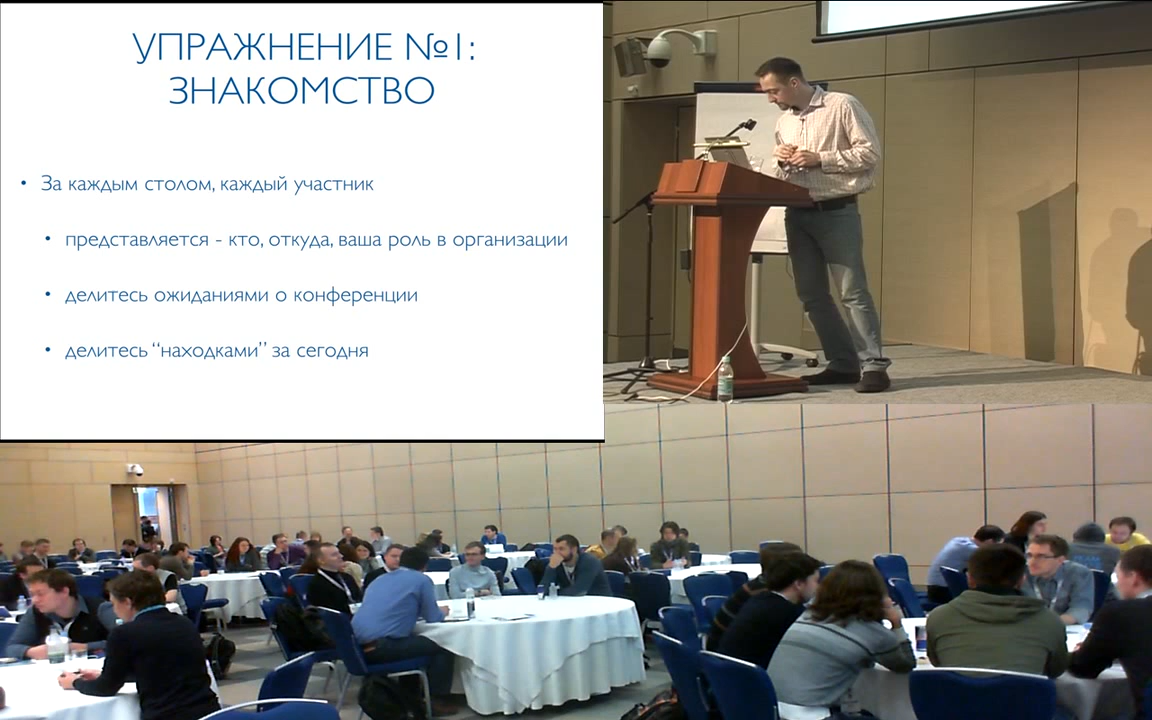 УПРАЖНЕНИЕ №1:
ЗНАКОМСТВО
• За каждым столом, каждый участник
• представляется - кто, откуда, ваша роль в организации
• делитесь ожиданиями о конференции
• делитесь “находками” за сегодня